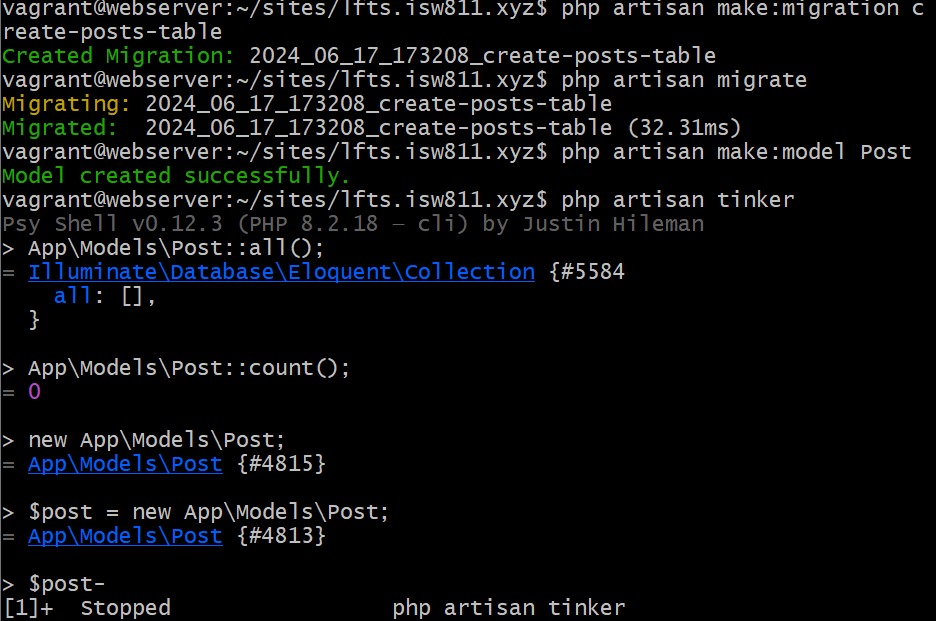 vagrant@webserver:~/sites/lfts.isw811.xyz$ php artisan make:migration c
reate-posts-table
Created Migration: 2024_06_17_173208_create-posts-table
vagrant@webserver:~/sites/lfts.isw811.xyz$ php artisan migrate
Migrating: 2024_06_17_173208_create-posts-table
Migrated:  2024_06_17_173208_create-posts-table (32.31ms)
vagrant@webserver:~/sites/lfts.isw811.xyz$ php artisan make:model Post
Model created successfully.
vagrant@webserver:~/sites/lfts.isw811.xyz$ php artisan tinker
Psy Shell v0.12.3 (PHP 8.2.18 — cli) by Justin Hileman
> App\Models\Post::all();
= Illuminate\Database\Eloquent\Collection {#5584
    all: [],
  }
> App\Models\Post::count();
= 0
> new App\Models\Post;
= App\Models\Post {#4815}
> $post = new App\Models\Post;
= App\Models\Post {#4813}
> $post-
[1]+  Stopped                 php artisan tinker